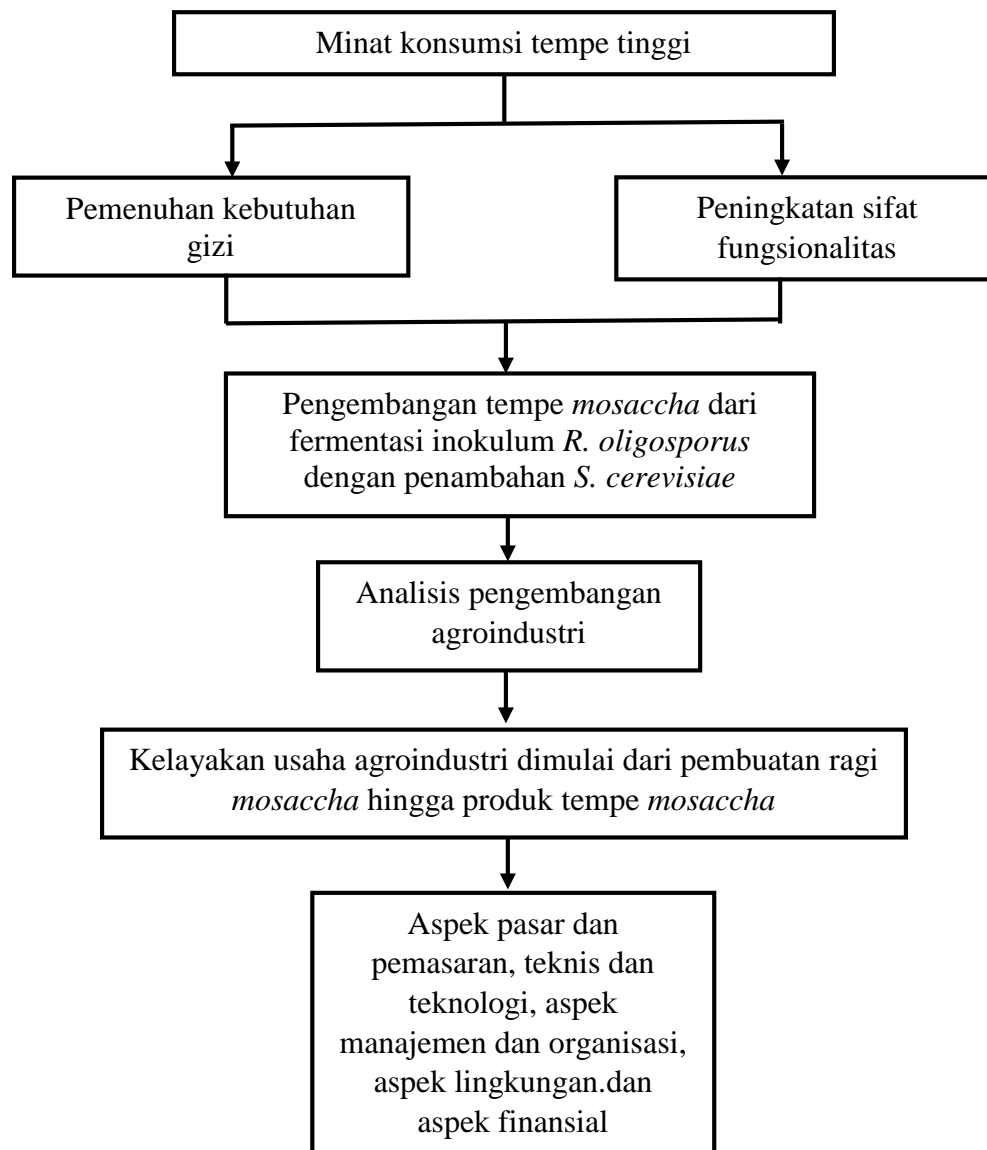 Minat konsumsi tempe tinggi
Pemenuhan kebutuhan
gizi
Peningkatan sifat
fungsionalitas
Pengembangan tempe mosaccha dari
fermentasi inokulum R. oligosporus
dengan penambahan S. cerevisiae
Analisis pengembangan
agroindustri
Kelayakan usaha agroindustri dimulai dari pembuatan ragi
mosaccha hingga produk tempe mosaccha
Aspek pasar dan
pemasaran, teknis dan
teknologi, aspek
manajemen dan organisasi,
aspek lingkungan.dan
aspek finansial